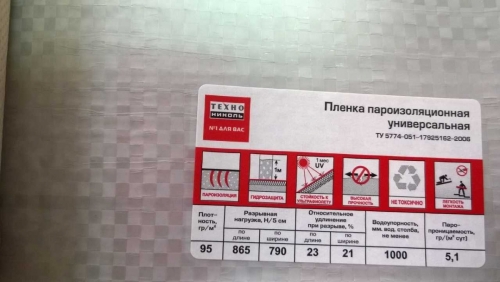 ТЕХНО
НИКОЛЬ
№1 ДЛЯ ВАС
Пленка пароизоляционная
универсальная
ТУ 5774-051-17925162-2006
ПАРОИЗОЛЯЦИЯ
1м
ГИДРОЗАЩИТА
1 мес
UV
СТОЙКОСТЬ К
УЛЬТРАФИОЛЕТУ
ВЫСОКАЯ
ПРОЧНОСТЬ
НЕ ТОКСИЧНО
ЛЕГКОСТЬ
МОНТАЖА
Плот-
ность,
гр/м²
Разрывная
нагрузка, Н/5 см
Относительное
удлинение
при разрыве, %
Водоупорность,
мм. вод. столба,
не менее
Паро-
проницаемость,
гр/(м² сут)
по
длине
по
ширине
по
длине
по
ширине
95 865 790 23 21 1000 5,1